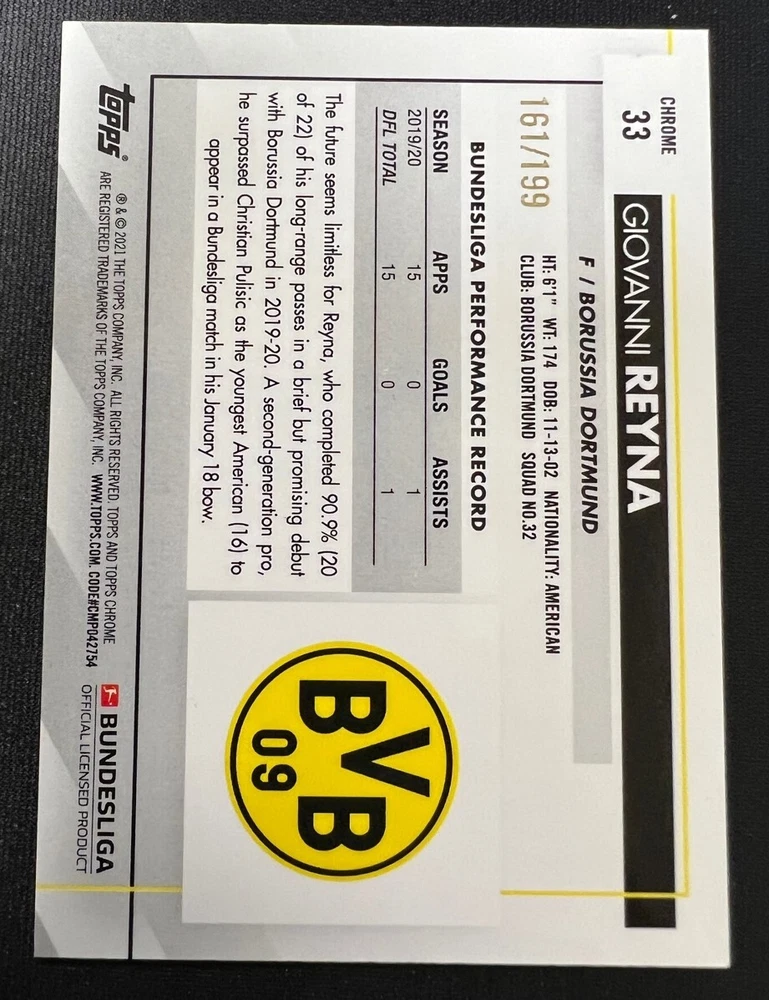 CHROME
33
GIOVANNI REYNA
F / BORUSSIA DORTMUND
HT: 6'1" WT: 174 DOB: 11-13-02 NATIONALITY: AMERICAN
CLUB: BORUSSIA DORTMUND SQUAD NO.32
161/199
BUNDESLIGA PERFORMANCE RECORD
SEASON APPS GOALS ASSISTS
2019/20 15 0 1
DFL TOTAL 15 0 1
The future seems limitless for Reyna, who completed 90.9% (20
of 22) of his long-range passes in a brief but promising debut
with Borussia Dortmund in 2019-20. A second-generation pro,
he surpassed Christian Pulisic as the youngest American (16) to
appear in a Bundesliga match in his January 18 bow.
BVB
09
topps®
® & © 2021 THE TOPPS COMPANY, INC. ALL RIGHTS RESERVED. TOPPS AND TOPPS CHROME
ARE REGISTERED TRADEMARKS OF THE TOPPS COMPANY, INC. WWW.TOPPS.COM. CODE#CMP042754
BUNDESLIGA
OFFICIAL LICENSED PRODUCT